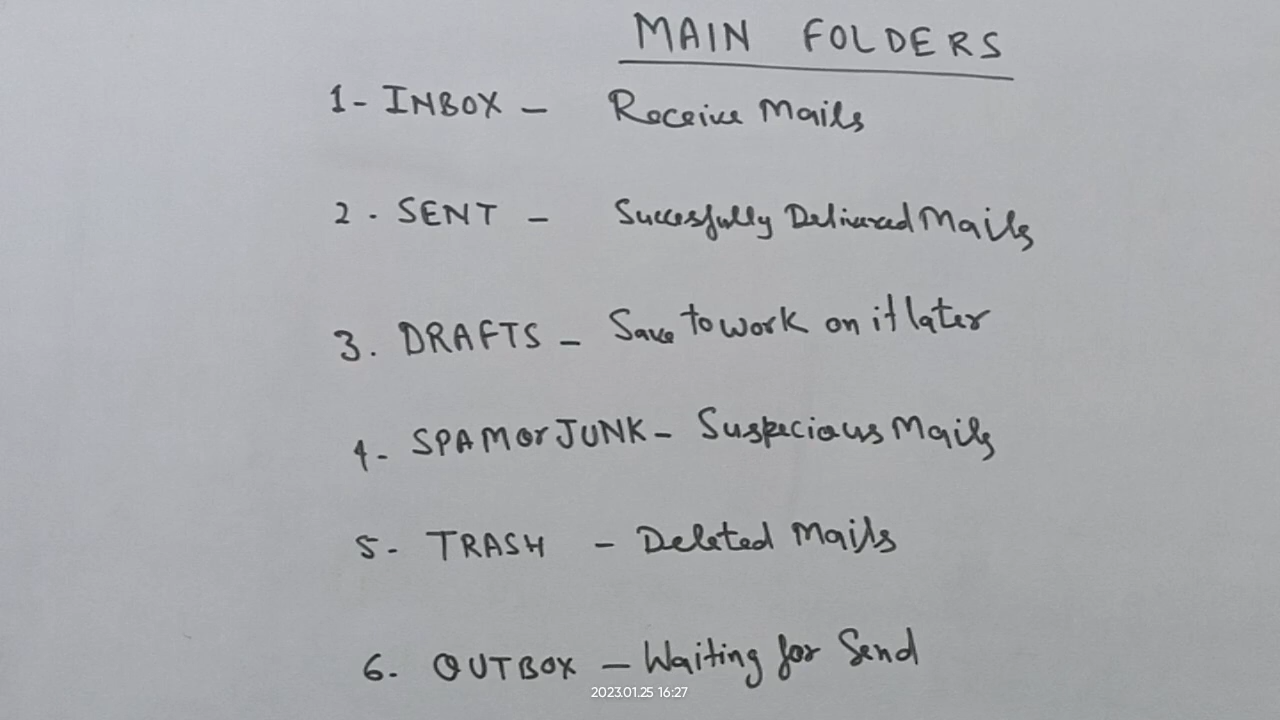 MAIN FOLDERS
1- INBOX - Receive Mails
2. SENT - Succesfully Delivered Mails
3. DRAFTS - Save to work on it later
4- SPAM or JUNK - Suspecious Mails
5- TRASH - Deleted Mails
6. OUTBOX - Waiting for Send
2023.01.25 16:27